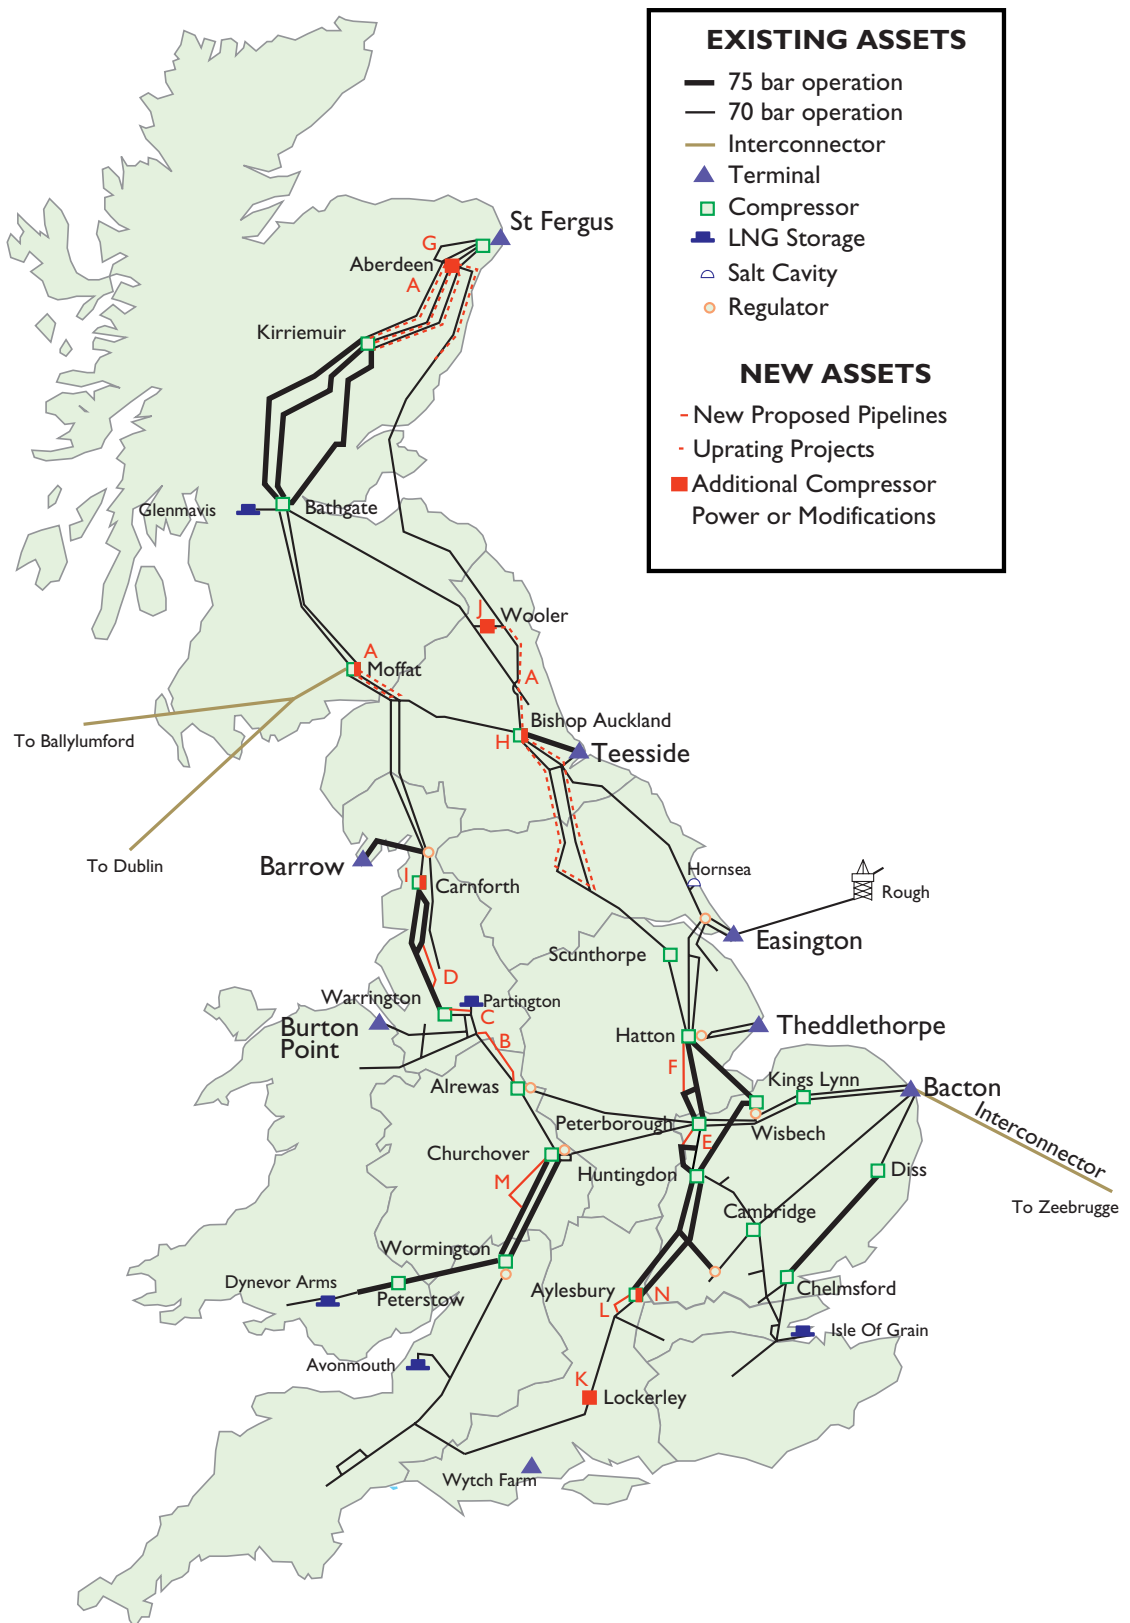 EXISTING ASSETS
75 bar operation
70 bar operation
Interconnector
Terminal
Compressor
LNG Storage
Salt Cavity
Regulator
NEW ASSETS
New Proposed Pipelines
Uprating Projects
Additional Compressor
Power or Modifications
St Fergus
G
Aberdeen
A
Kirriemuir
Glenmavis
Bathgate
J
Wooler
A
Moffat
A
Bishop Auckland
To Ballylumford
H
Teesside
To Dublin
Barrow
I
Carnforth
Hornsea
Rough
Easington
Scunthorpe
D
Warrington
Partington
C
Burton
Point
B
Hatton
Theddlethorpe
F
Alrewas
Kings Lynn
Bacton
Interconnector
Peterborough
Wisbech
E
Churchover
Huntingdon
Diss
M
To Zeebrugge
Cambridge
Wormington
Dynevor Arms
Peterstow
Aylesbury
N
Chelmsford
L
Isle Of Grain
Avonmouth
K
Lockerley
Wytch Farm